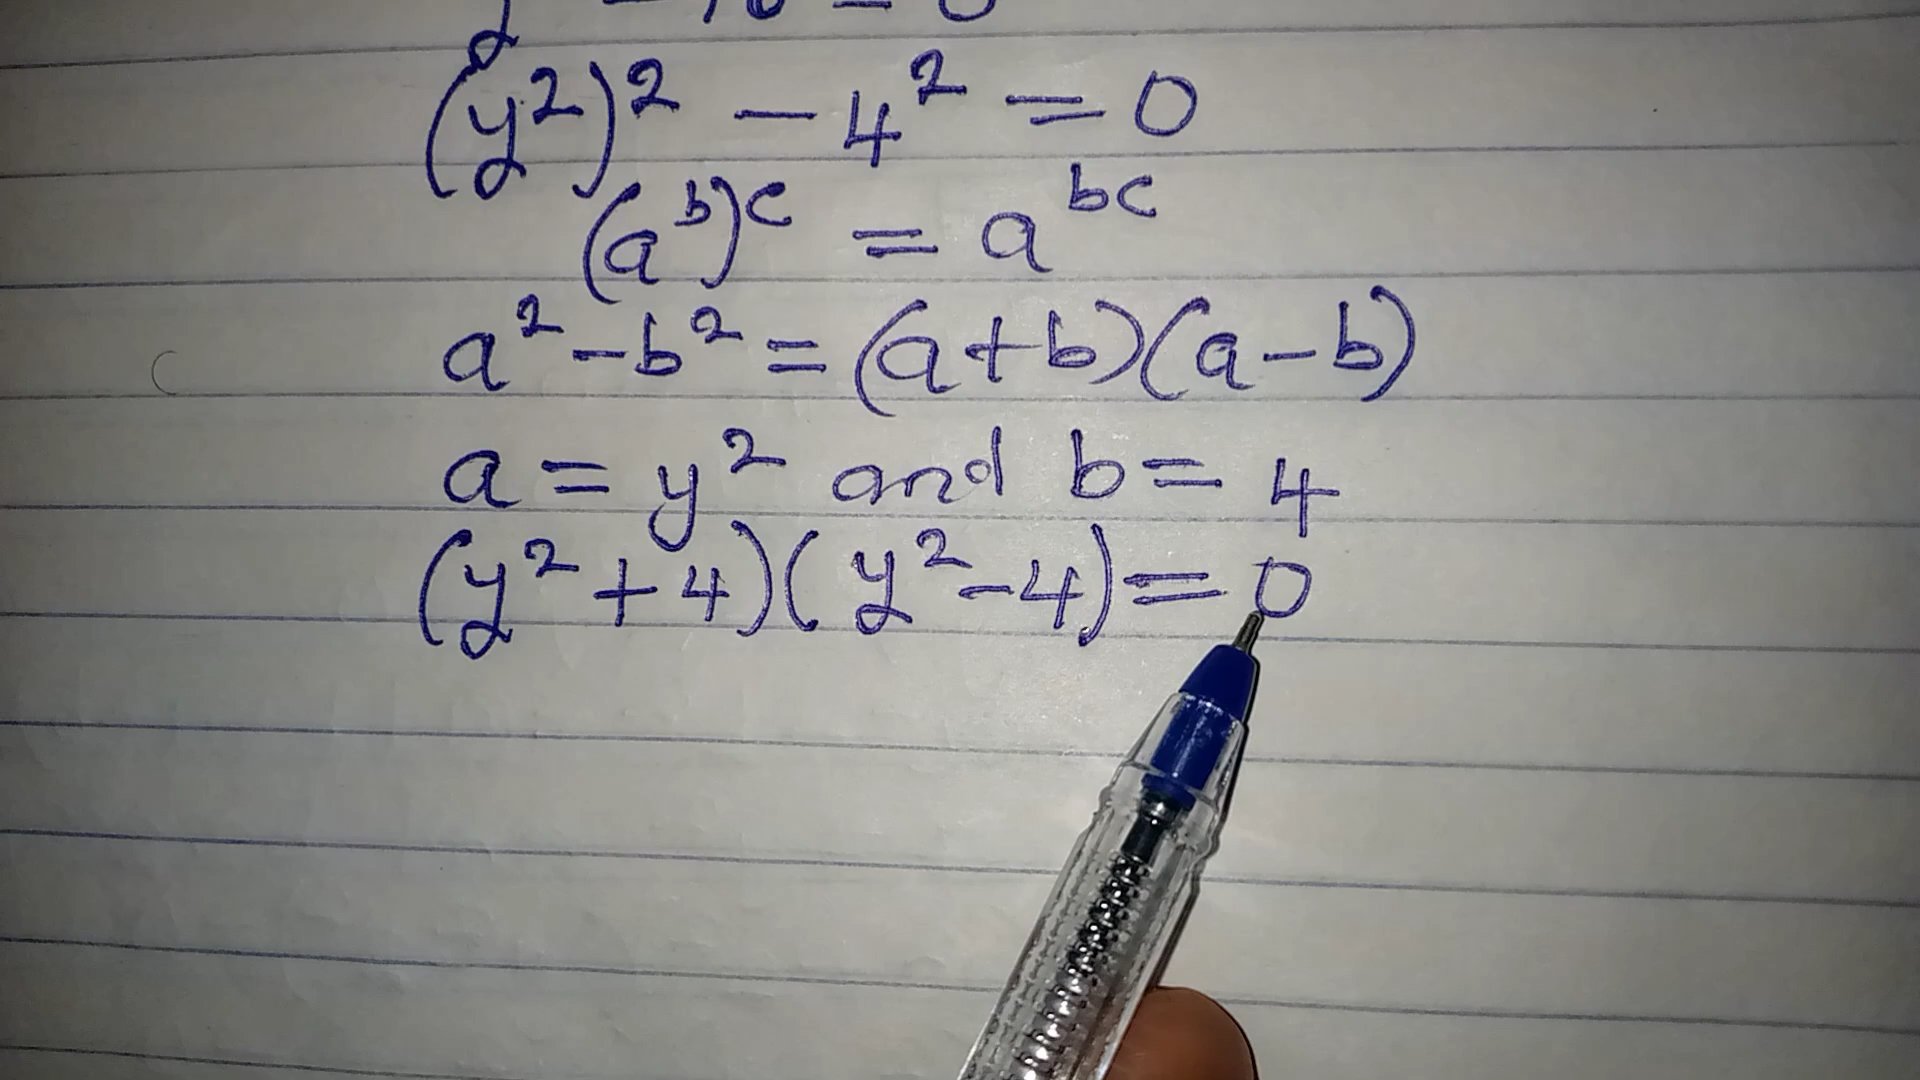 (y²)² - 4² = 0
(a^b)^c = a^bc
a² - b² = (a+b)(a-b)
a = y² and b = 4
(y² + 4)(y² - 4) = 0